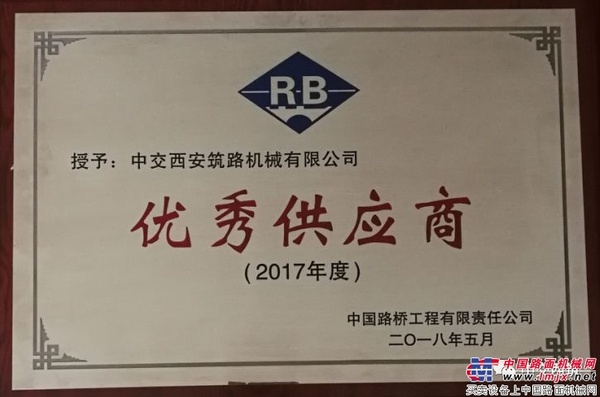 R-B
授予：中交西安筑路机械有限公司
优秀供应商
（2017年度）
中国路桥工程有限责任公司
二〇一八年五月
中国路面机械网
www.lmjx.net
买卖设备上中国路面机械网